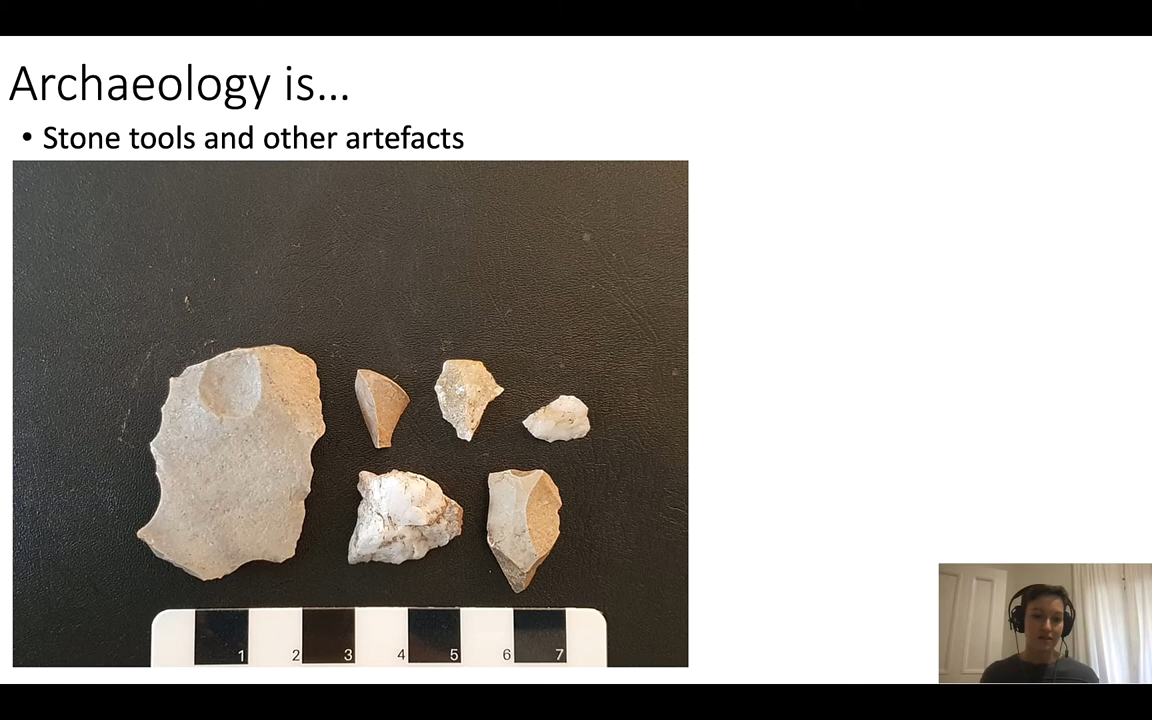 Archaeology is...
• Stone tools and other artefacts
1 2 3 4 5 6 7